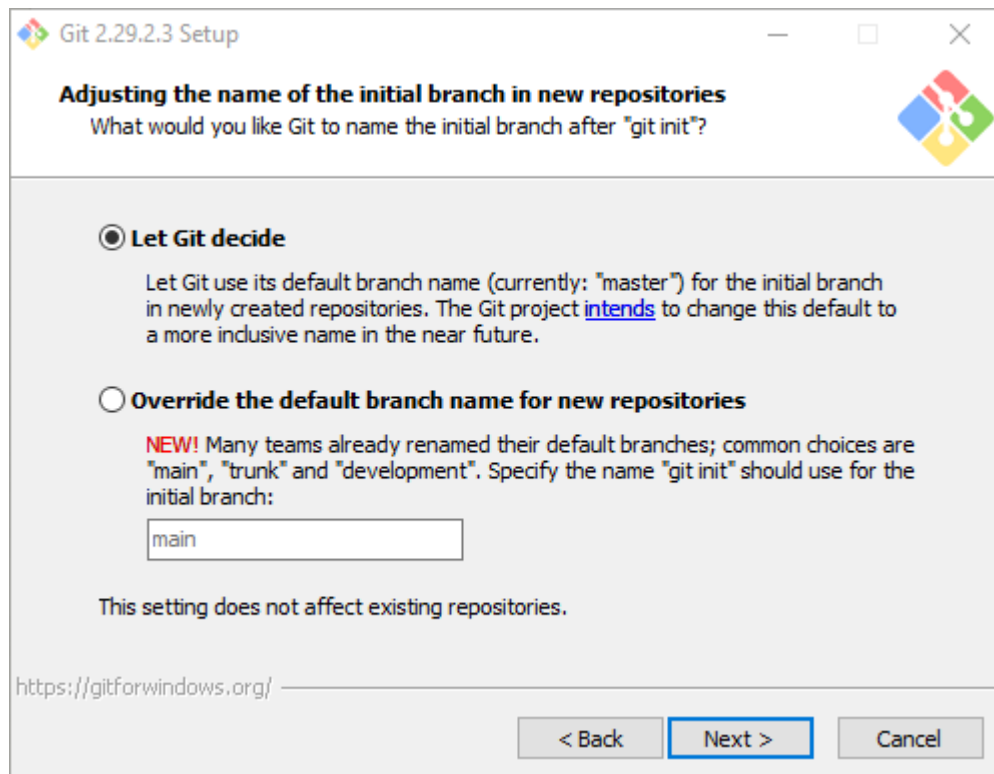 Git 2.29.2.3 Setup
Adjusting the name of the initial branch in new repositories
What would you like Git to name the initial branch after "git init"?
Let Git decide
Let Git use its default branch name (currently: "master") for the initial branch
in newly created repositories. The Git project intends to change this default to
a more inclusive name in the near future.
Override the default branch name for new repositories
NEW! Many teams already renamed their default branches; common choices are
"main", "trunk" and "development". Specify the name "git init" should use for the
initial branch:
main
This setting does not affect existing repositories.
https://gitforwindows.org/
< Back Next > Cancel